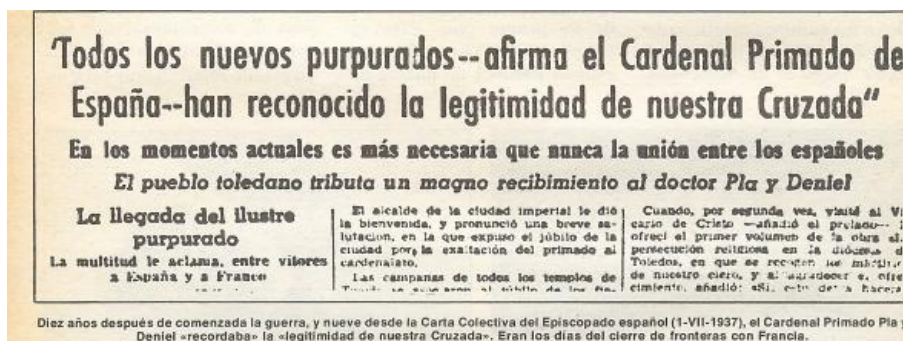 "Todos los nuevos purpurados--afirma el Cardenal Primado de
España--han reconocido la legitimidad de nuestra Cruzada"
En los momentos actuales es más necesaria que nunca la unión entre los españoles
El pueblo toledano tributa un magno recibimiento al doctor Pla y Deniel
La llegada del ilustre
purpurado
La multitud le aclama, entre vítores
a España y a Franco
El alcalde de la ciudad imperial le dió
la bienvenida, y pronunció una breve sa-
lutación, en la que expuso el júbilo de la
ciudad por la exaltación del primado al
cardenalato.
Las campanas de todos los templos de
al júbilo de los
Cuando, por segunda vez, visité al Vi
cario de Cristo —añadió el prelado—
ofrecí el primer volumen de la obra
persecución religiosa en la diócesis d
Toledo, en que se recogen los
de nuestro clero, y al agradecer el ofre
cimiento, añadió:
Diez años después de comenzada la guerra, y nueve desde la Carta Colectiva del Episcopado español (1-VII-1937), el Cardenal Primado Pla y
Deniel «recordaba» la «legitimidad de nuestra Cruzada». Eran los días del cierre de fronteras con Francia.